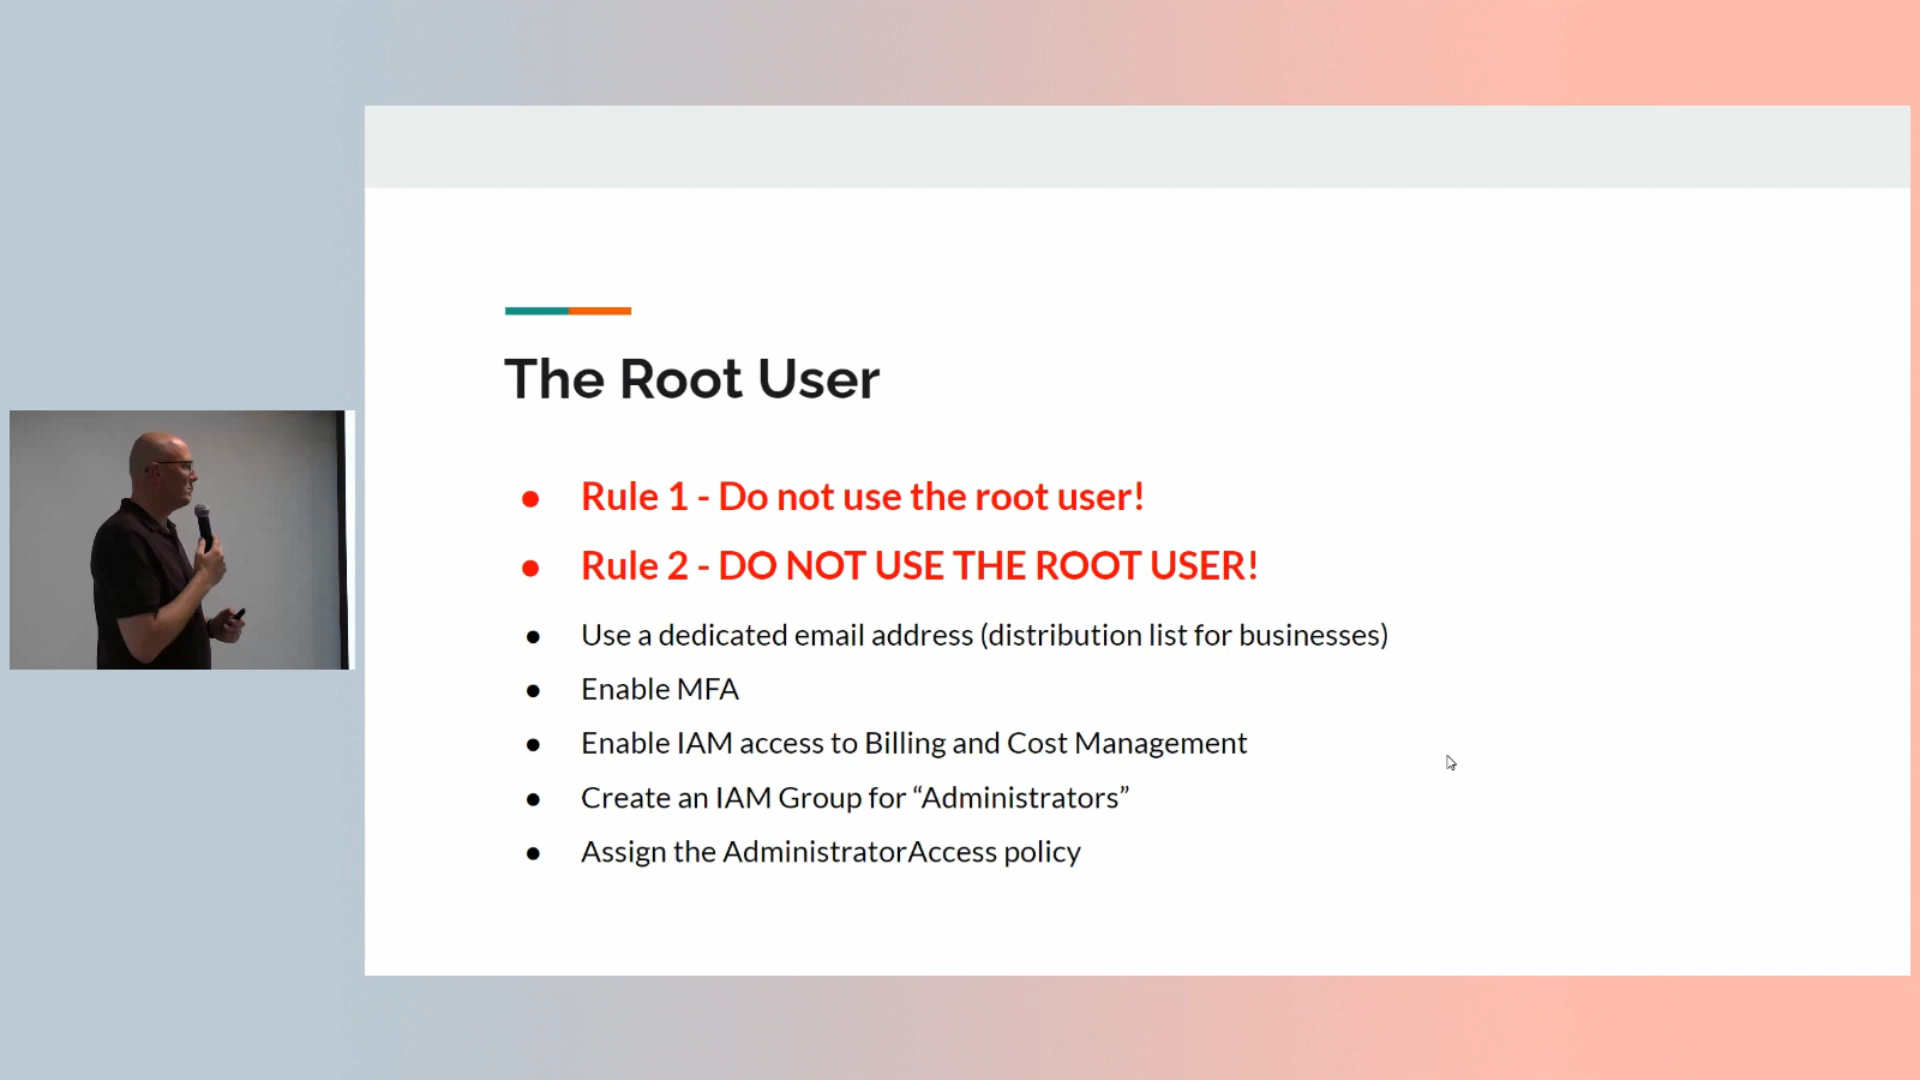 The Root User
● Rule 1 - Do not use the root user!
● Rule 2 - DO NOT USE THE ROOT USER!
● Use a dedicated email address (distribution list for businesses)
● Enable MFA
● Enable IAM access to Billing and Cost Management
● Create an IAM Group for “Administrators”
● Assign the AdministratorAccess policy